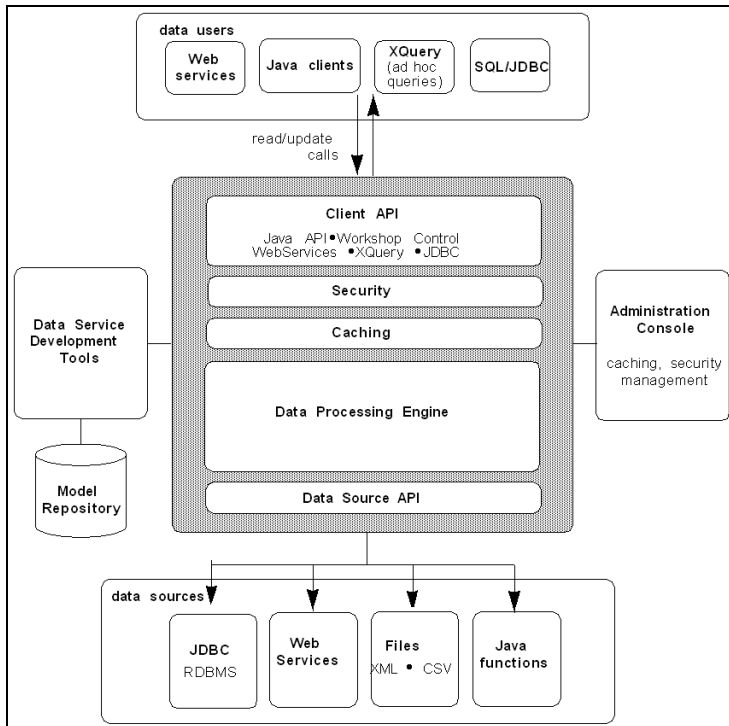 data users
Web
services
Java clients
XQuery
(ad hoc
queries)
SQL/JDBC
read/update
calls
Client API
Java API•Workshop Control
WebServices •XQuery •JDBC
Security
Caching
Data Processing Engine
Data Source API
Data Service
Development
Tools
Model
Repository
Administration
Console
caching, security
management
data sources
JDBC
RDBMS
Web
Services
Files
XML • CSV
Java
functions